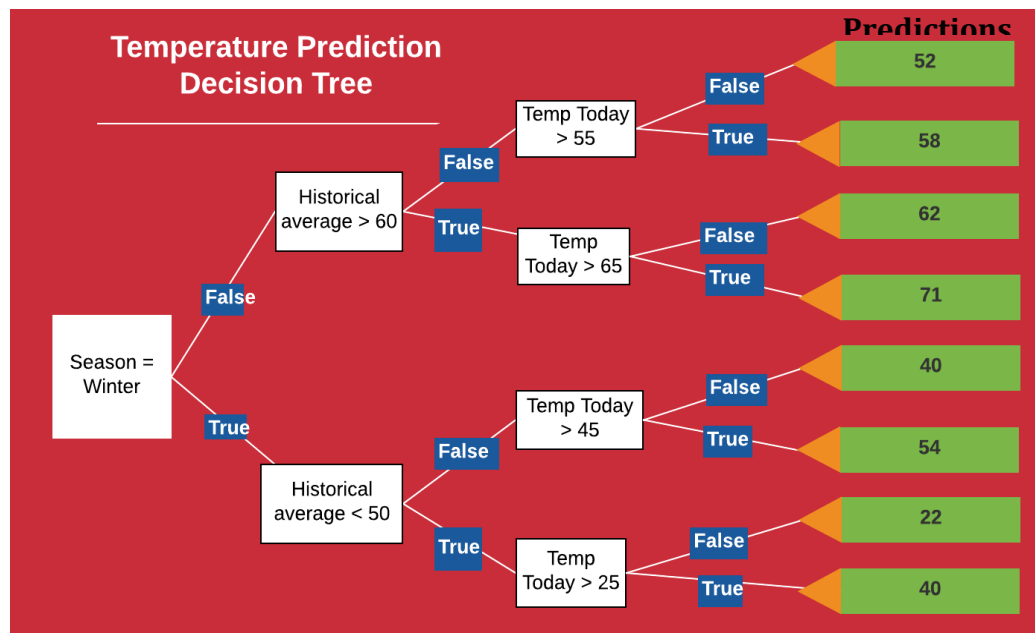 Predictions
Temperature Prediction
Decision Tree
52
False
Temp Today
> 55
True
58
False
Historical
average > 60
62
True
False
Temp
Today > 65
True
71
False
Season =
Winter
40
False
Temp Today
> 45
True
True
54
False
Historical
average < 50
22
False
True
Temp
Today > 25
True
40